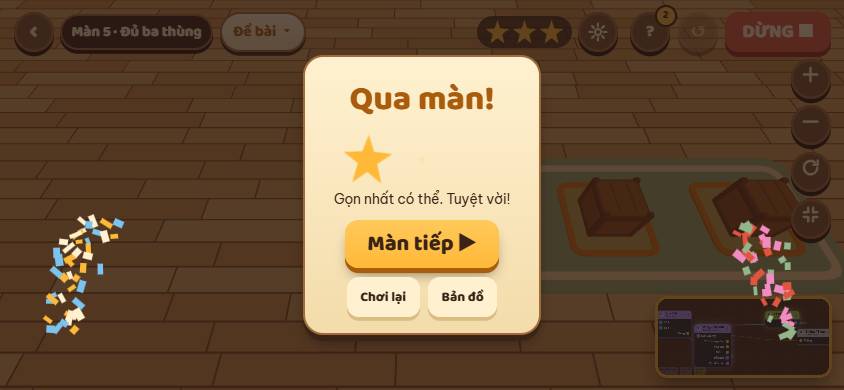 Màn 5 · Đủ ba thùng
Đề bài
?
2
DỪNG
Qua màn!
Gọn nhất có thể. Tuyệt vời!
Màn tiếp
Chơi lại
Bản đồ